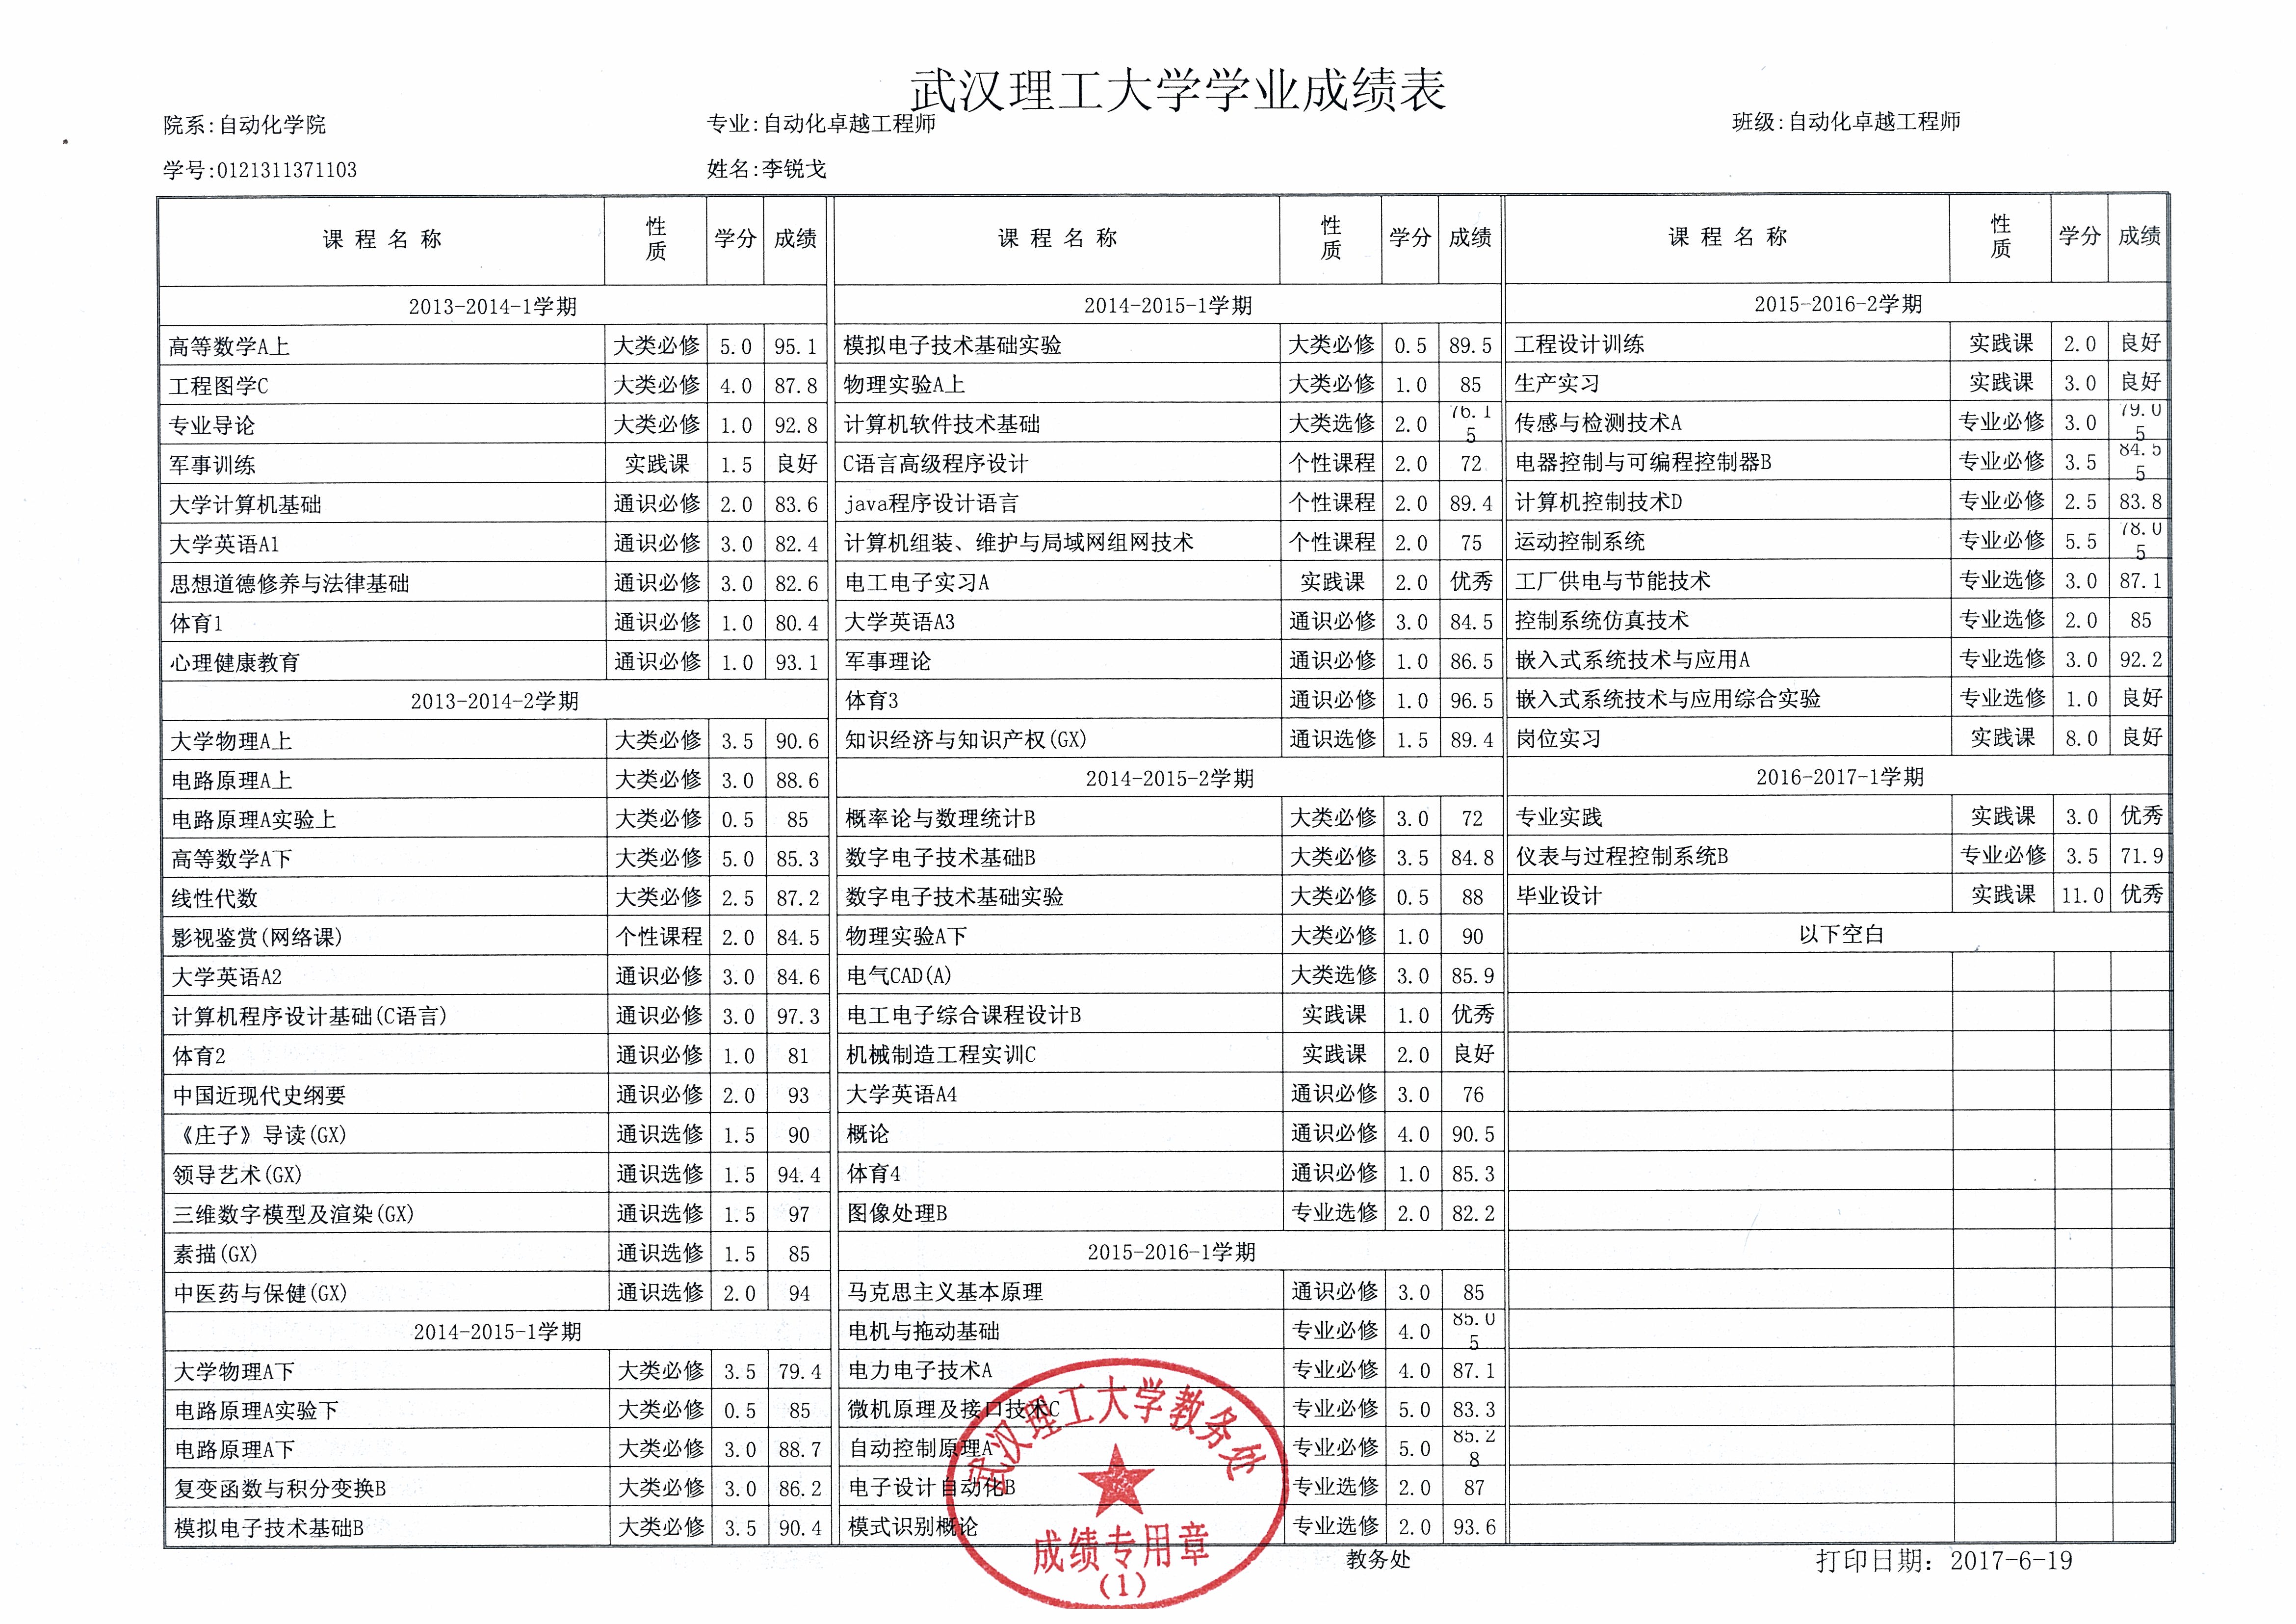 武汉理工大学学业成绩表
院系:自动化学院 专业:自动化卓越工程师 班级:自动化卓越工程师
学号:0121311371103 姓名:李锐戈
课程名称 性质 学分 成绩
2013-2014-1学期
高等数学A上 大类必修 5.0 95.1
工程图学C 大类必修 4.0 87.8
专业导论 大类必修 1.0 92.8
军事训练 实践课 1.5 良好
大学计算机基础 通识必修 2.0 83.6
大学英语A1 通识必修 3.0 82.4
思想道德修养与法律基础 通识必修 3.0 82.6
体育1 通识必修 1.0 80.4
心理健康教育 通识必修 1.0 93.1
2013-2014-2学期
大学物理A上 大类必修 3.5 90.6
电路原理A上 大类必修 3.0 88.6
电路原理A实验上 大类必修 0.5 85
高等数学A下 大类必修 5.0 85.3
线性代数 大类必修 2.5 87.2
影视鉴赏(网络课) 个性课程 2.0 84.5
大学英语A2 通识必修 3.0 84.6
计算机程序设计基础(C语言) 通识必修 3.0 97.3
体育2 通识必修 1.0 81
中国近现代史纲要 通识必修 2.0 93
《庄子》导读(GX) 通识选修 1.5 90
领导艺术(GX) 通识选修 1.5 94.4
三维数字模型及渲染(GX) 通识选修 1.5 97
素描(GX) 通识选修 1.5 85
中医药与保健(GX) 通识选修 2.0 94
2014-2015-1学期
大学物理A下 大类必修 3.5 79.4
电路原理A实验下 大类必修 0.5 85
电路原理A下 大类必修 3.0 88.7
复变函数与积分变换B 大类必修 3.0 86.2
模拟电子技术基础B 大类必修 3.5 90.4
课程名称 性质 学分 成绩
2014-2015-1学期
模拟电子技术基础实验 大类必修 0.5 89.5
物理实验A上 大类必修 1.0 85
计算机软件技术基础 大类选修 2.0 76.15
C语言高级程序设计 个性课程 2.0 72
java程序设计语言 个性课程 2.0 89.4
计算机组装、维护与局域网组网技术 个性课程 2.0 75
电工电子实习A 实践课 2.0 优秀
大学英语A3 通识必修 3.0 84.5
军事理论 通识必修 1.0 86.5
体育3 通识必修 1.0 96.5
知识经济与知识产权(GX) 通识选修 1.5 89.4
2014-2015-2学期
概率论与数理统计B 大类必修 3.0 72
数字电子技术基础B 大类必修 3.5 84.8
数字电子技术基础实验 大类必修 0.5 88
物理实验A下 大类必修 1.0 90
电气CAD(A) 大类选修 3.0 85.9
电工电子综合课程设计B 实践课 1.0 优秀
机械制造工程实训C 实践课 2.0 良好
大学英语A4 通识必修 3.0 76
概论 通识必修 4.0 90.5
体育4 通识必修 1.0 85.3
图像处理B 专业选修 2.0 82.2
2015-2016-1学期
马克思主义基本原理 通识必修 3.0 85
电机与拖动基础 专业必修 4.0 85.05
电力电子技术A 专业必修 4.0 87.1
微机原理及接口技术C 专业必修 5.0 83.3
自动控制原理A 专业必修 5.0 85.28
电子设计自动化B 专业选修 2.0 87
模式识别概论 专业选修 2.0 93.6
课程名称 性质 学分 成绩
2015-2016-2学期
工程设计训练 实践课 2.0 良好
生产实习 实践课 3.0 良好
传感与检测技术A 专业必修 3.0 79.05
电器控制与可编程控制器B 专业必修 3.5 84.55
计算机控制技术D 专业必修 2.5 83.8
运动控制系统 专业必修 5.5 78.05
工厂供电与节能技术 专业选修 3.0 87.1
控制系统仿真技术 专业选修 2.0 85
嵌入式系统技术与应用A 专业选修 3.0 92.2
嵌入式系统技术与应用综合实验 专业选修 1.0 良好
岗位实习 实践课 8.0 良好
2016-2017-1学期
专业实践 实践课 3.0 优秀
仪表与过程控制系统B 专业必修 3.5 71.9
毕业设计 实践课 11.0 优秀
以下空白
武汉理工大学教务处
成绩专用章
(1)
教务处 打印日期: 2017-6-19